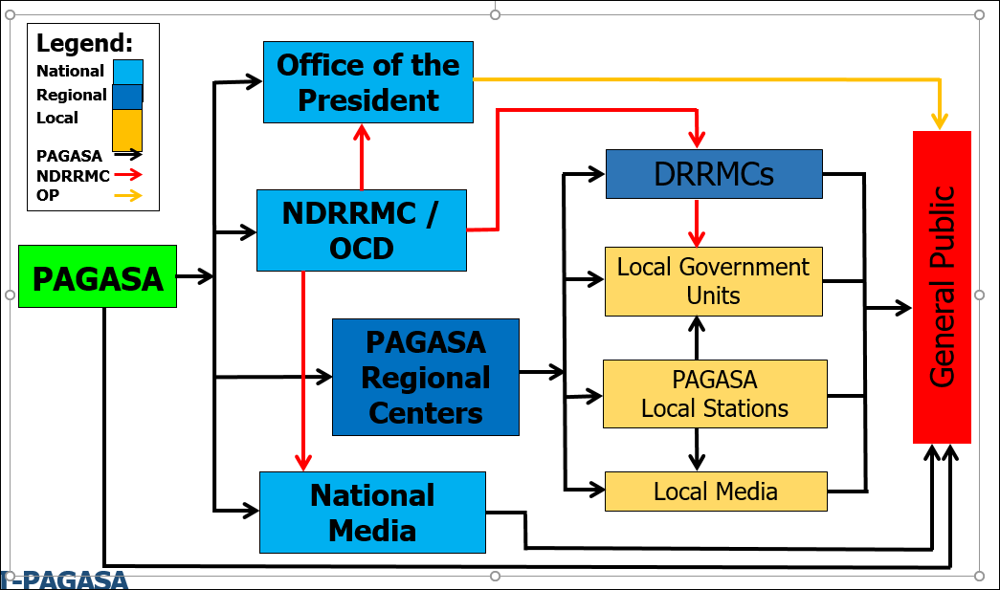 Legend:
National
Regional
Local
PAGASA
NDRRMC
OP
Office of the
President
NDRRMC /
OCD
PAGASA
PAGASA
Regional
Centers
National
Media
DRRMCs
Local Government
Units
PAGASA
Local Stations
Local Media
General Public
T-PAGASA